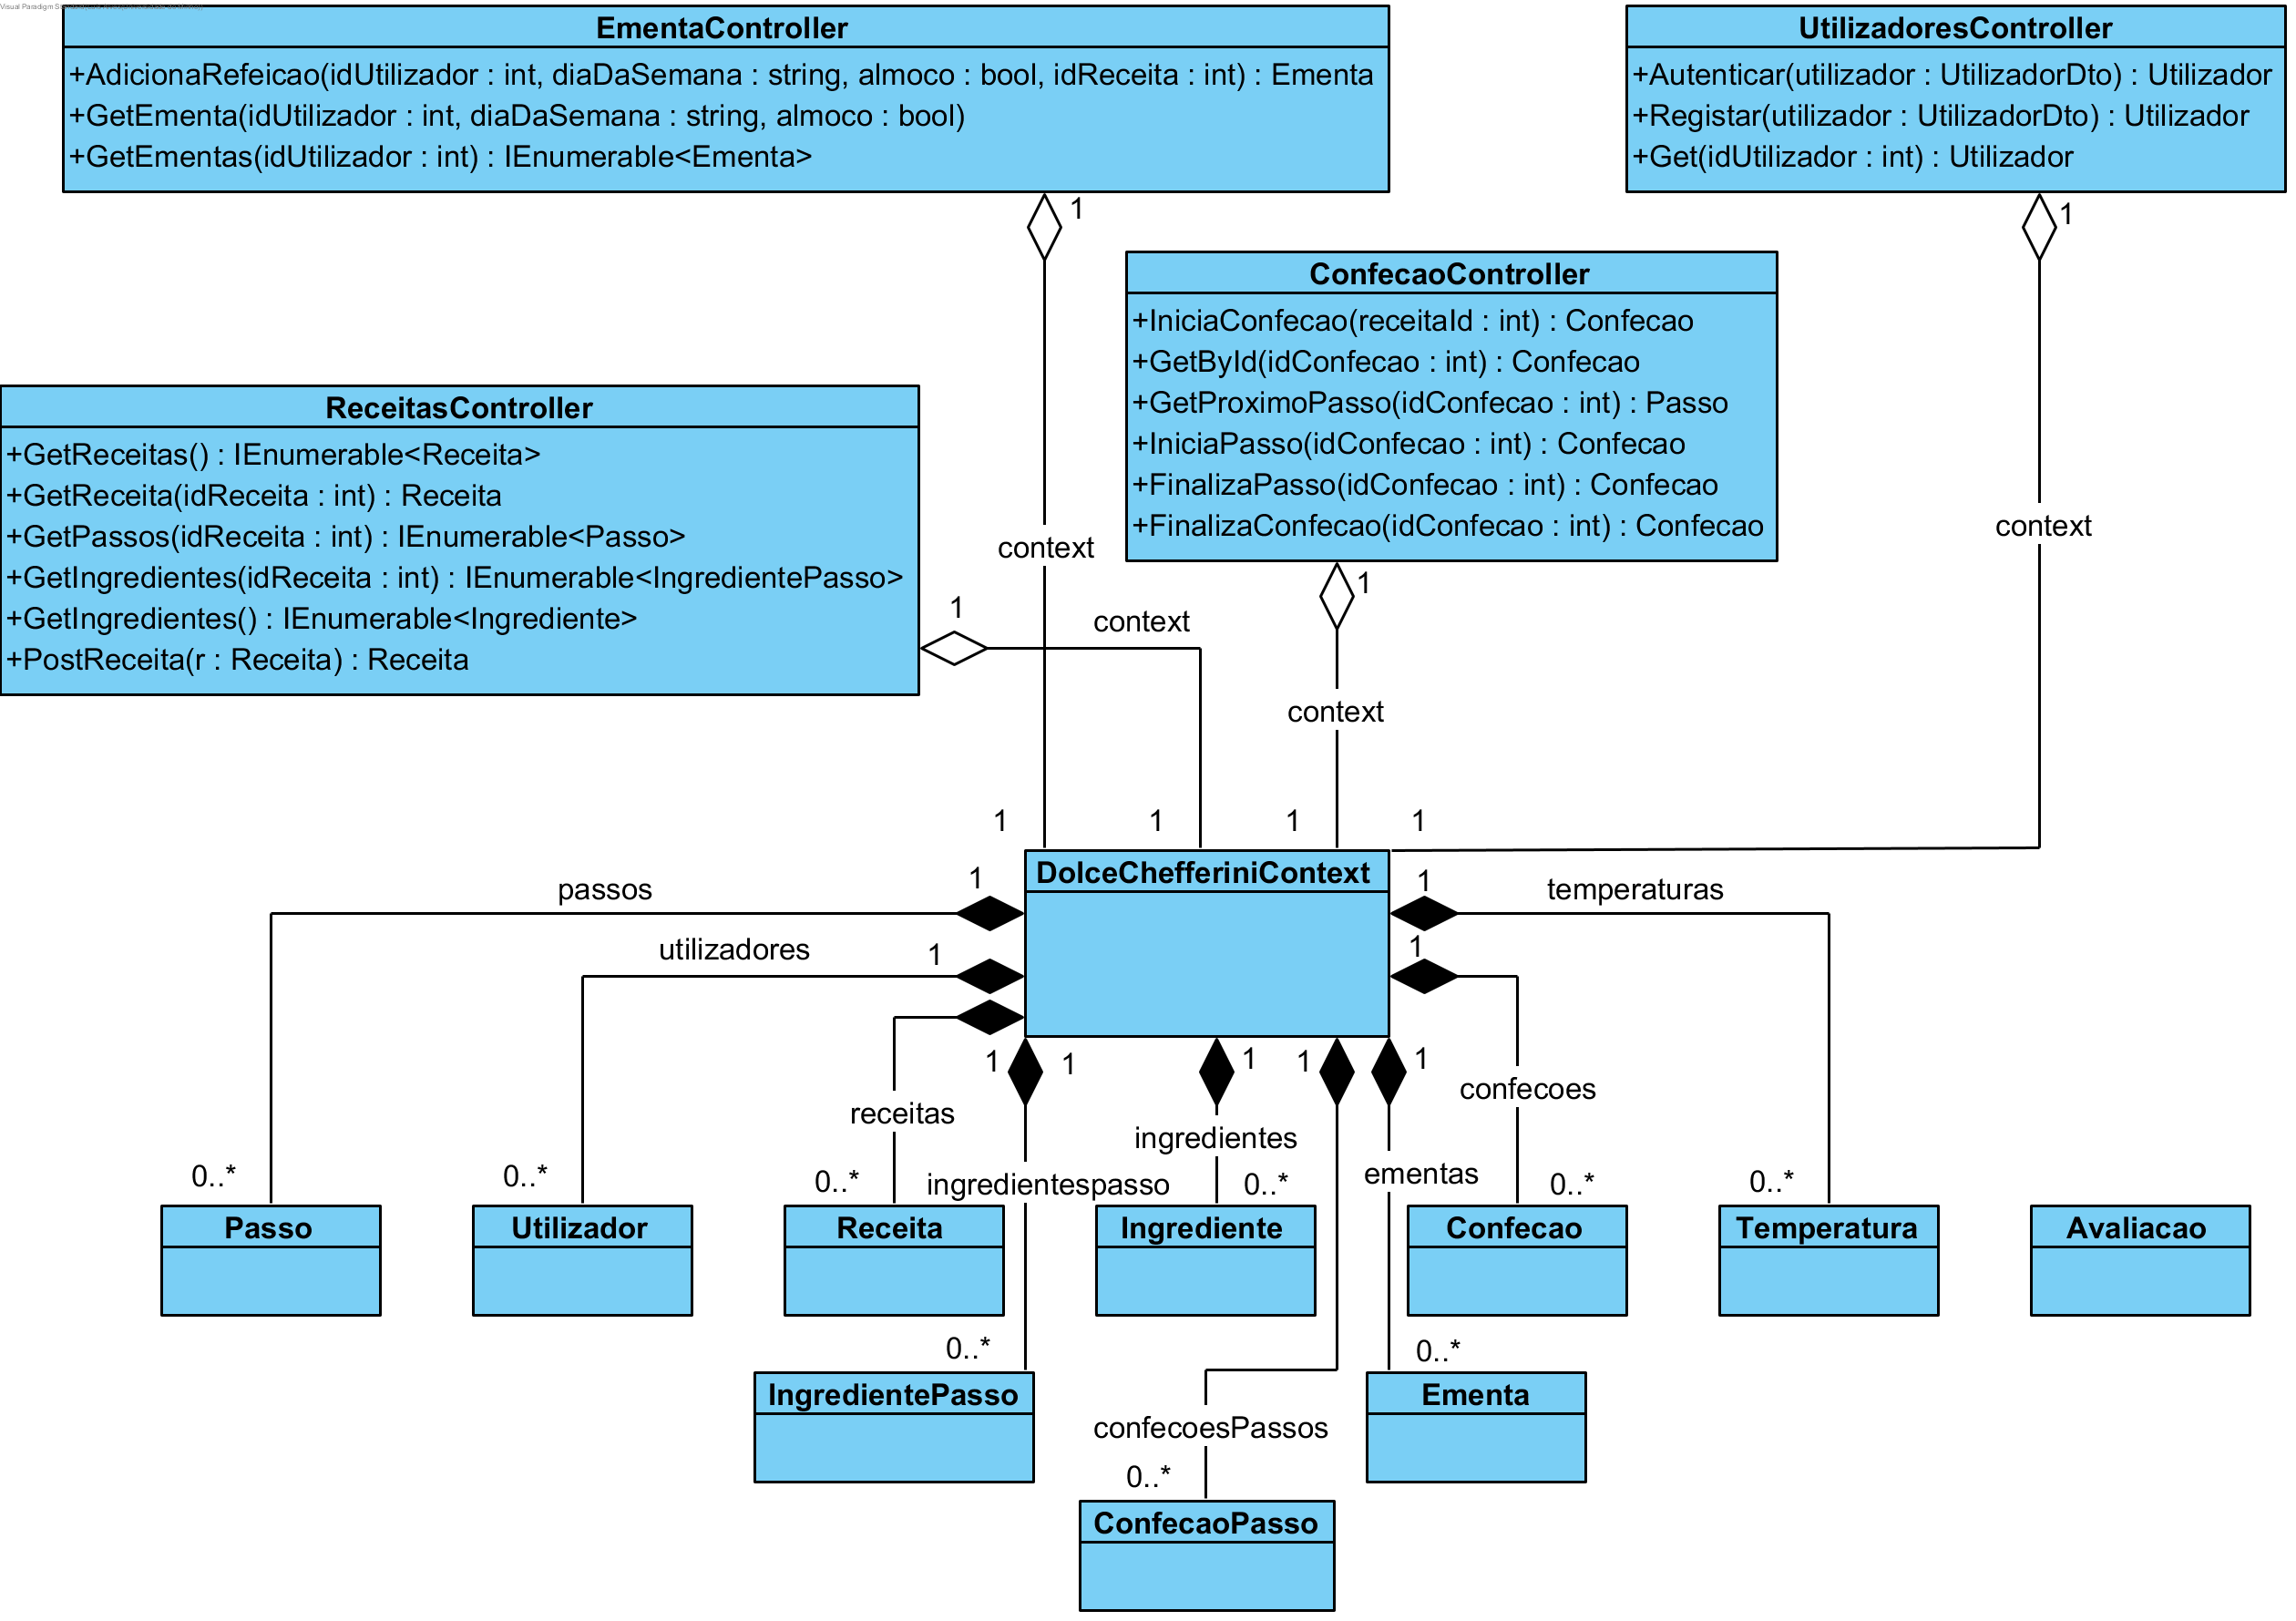 Visual Paradigm
EmentaController
+AdicionaRefeicao(idUtilizador : int, diaDaSemana : string, almoco : bool, idReceita : int) : Ementa
+GetEmenta(idUtilizador : int, diaDaSemana : string, almoco : bool)
+GetEmentas(idUtilizador : int) : IEnumerable<Ementa>
1
UtilizadoresController
+Autenticar(utilizador : UtilizadorDto) : Utilizador
+Registar(utilizador : UtilizadorDto) : Utilizador
+Get(idUtilizador : int) : Utilizador
1
ConfecaoController
+IniciaConfecao(receitaId : int) : Confecao
+GetById(idConfecao : int) : Confecao
+GetProximoPasso(idConfecao : int) : Passo
+IniciaPasso(idConfecao : int) : Confecao
+FinalizaPasso(idConfecao : int) : Confecao
+FinalizaConfecao(idConfecao : int) : Confecao
1
ReceitasController
+GetReceitas() : IEnumerable<Receita>
+GetReceita(idReceita : int) : Receita
+GetPassos(idReceita : int) : IEnumerable<Passo>
+GetIngredientes(idReceita : int) : IEnumerable<IngredientePasso>
+GetIngredientes() : IEnumerable<Ingrediente>
+PostReceita(r : Receita) : Receita
1
context
context
context
context
1
1
1
1
DolceChefferiniContext
passos
1
1
temperaturas
utilizadores
1
1
1
1
1
1
1
confecoes
receitas
ingredientes
ementas
ingredientespasso
0..*
0..*
0..*
0..*
0..*
0..*
Passo
Utilizador
Receita
Ingrediente
Confecao
Temperatura
Avaliacao
0..*
0..*
IngredientePasso
Ementa
confecoesPassos
0..*
ConfecaoPasso